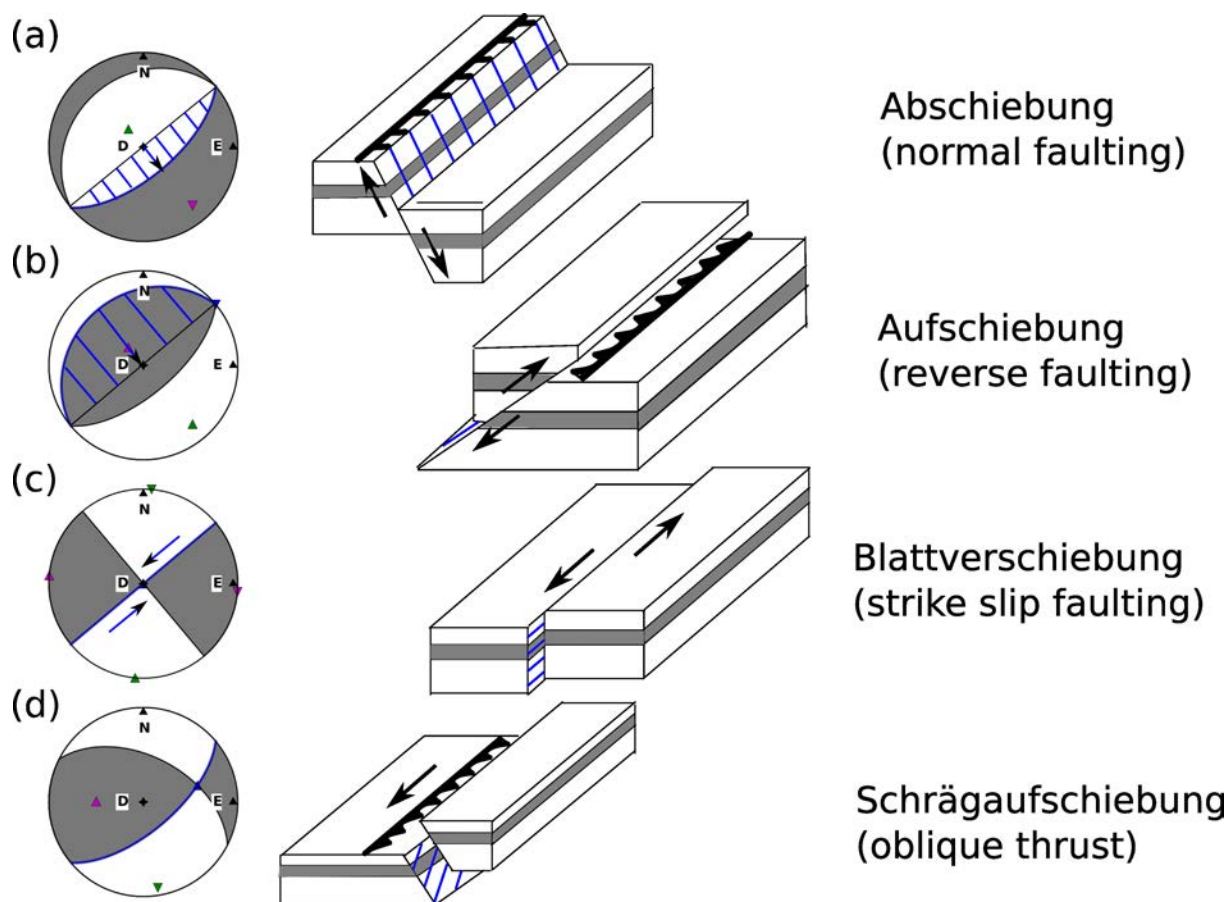 (a)
N
D
E
Abschiebung
(normal faulting)
(b)
N
D
E
Aufschiebung
(reverse faulting)
(c)
N
D
E
Blattverschiebung
(strike slip faulting)
(d)
N
D
E
Schrägaufschiebung
(oblique thrust)